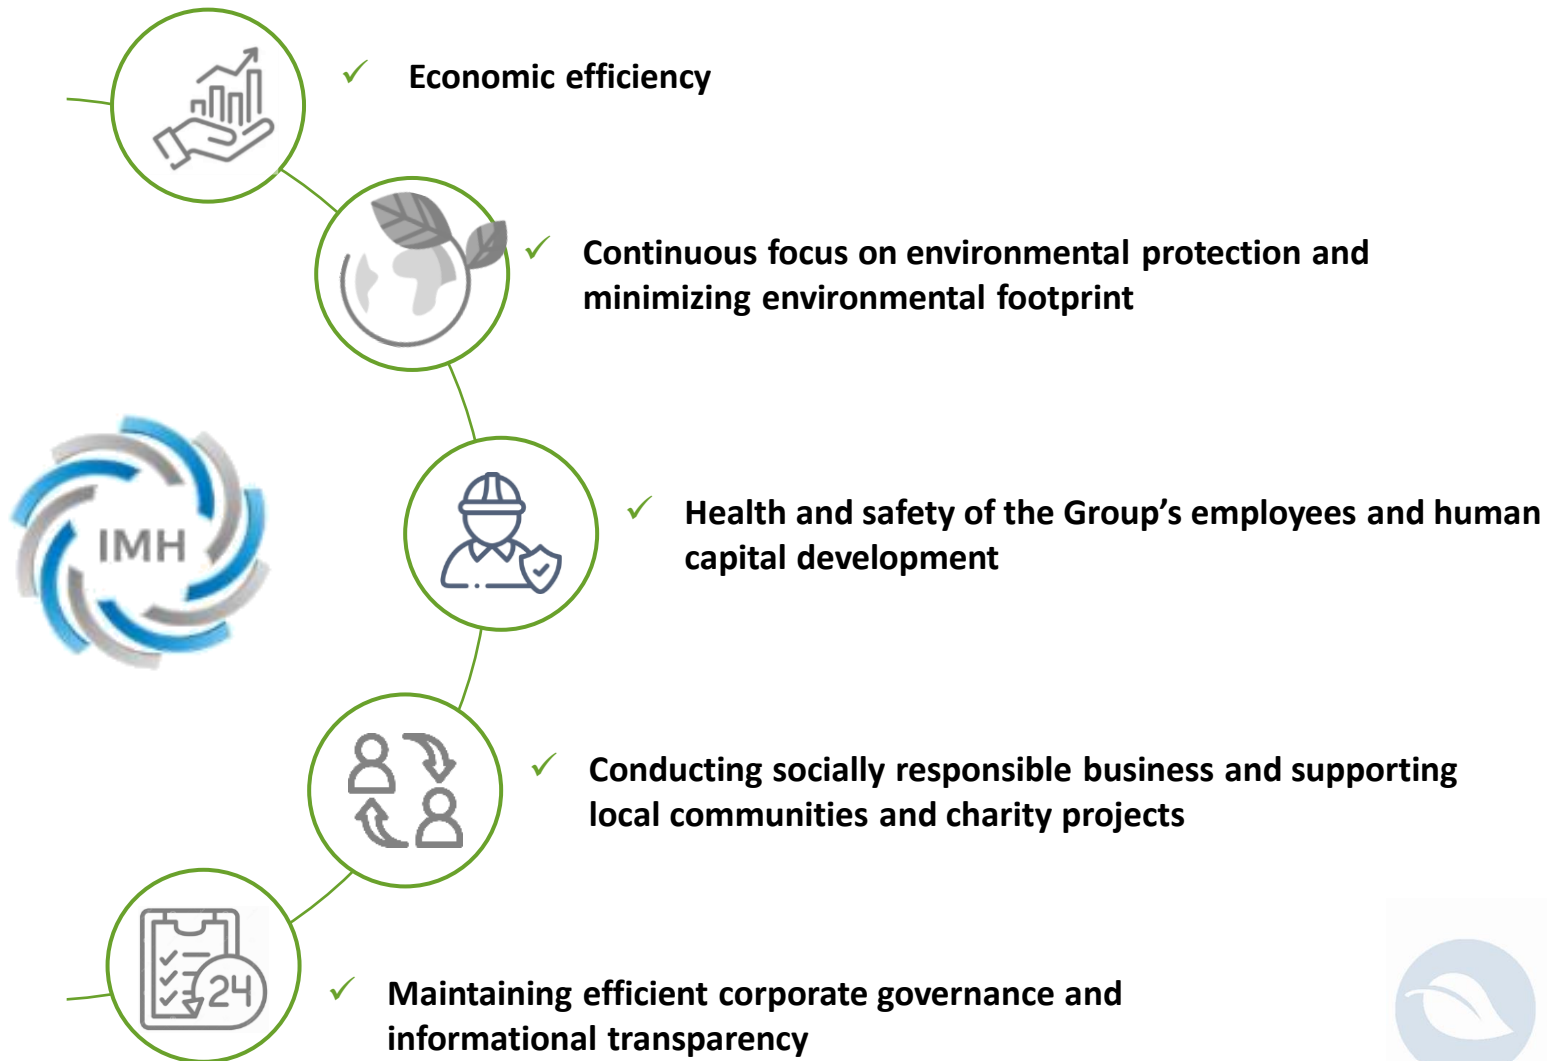 Economic efficiency
Continuous focus on environmental protection and
minimizing environmental footprint
IMH
Health and safety of the Group’s employees and human
capital development
Conducting socially responsible business and supporting
local communities and charity projects
24
Maintaining efficient corporate governance and
informational transparency